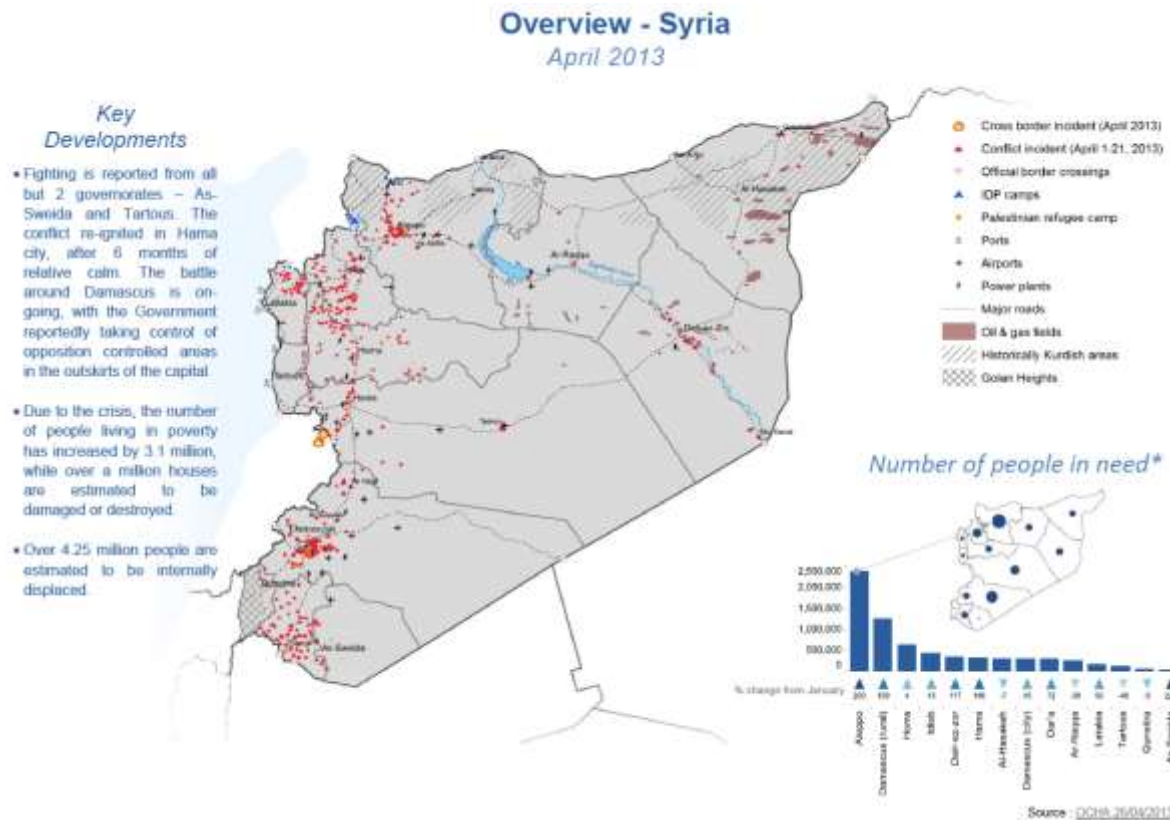 Overview - Syria
April 2013
Key
Developments
• Fighting is reported from all
but 2 governorates – As-
Sweida and Tartous. The
conflict re-ignited in Hama
city, after 6 months of
relative calm. The battle
around Damascus is on-
going, with the Government
reportedly taking control of
opposition controlled areas
in the outskirts of the capital
• Due to the crisis, the number
of people living in poverty
has increased by 3.1 million,
while over a million houses
are estimated to be
damaged or destroyed
• Over 4.25 million people are
estimated to be internally
displaced
Cross border incident (April 2013)
Conflict incident (April 1-21, 2013)
Official border crossings
IDP camps
Palestinian refugee camp
Ports
Airports
Power plants
Major roads
Oil & gas fields
Historically Kurdish areas
Golan Heights
Al-Hasakeh
Ar-Raqqa
Hama
Homs
As-Sweida
Number of people in need*
2,500,000
2,000,000
1,500,000
1,000,000
500,000
0
% change from January
Aleppo
Damascus (rural)
Homs
Idleb
Deir-ez-zor
Hama
Al-Hasakeh
Damascus (city)
Dar'a
Ar-Raqqa
Latakia
Tartous
Quneitra
Source : OCHA 26/04/2013